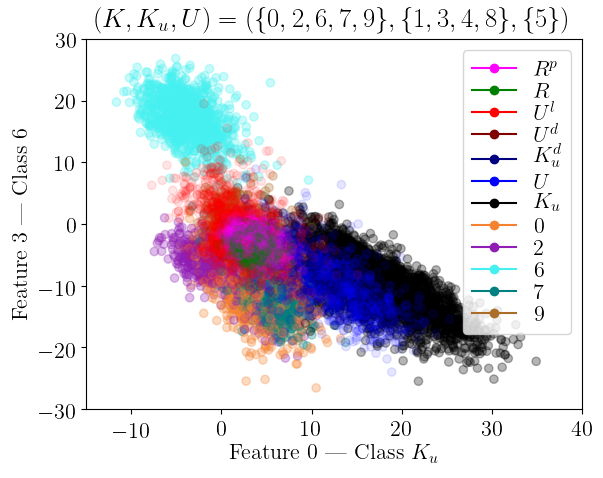 (K, K_u, U) = ({0, 2, 6, 7, 9}, {1, 3, 4, 8}, {5})
30
20
10
0
−10
−20
−30
Feature 3 — Class 6
R^p
R
U^l
U^d
K_u^d
U
K_u
0
2
6
7
9
−10
0
10
20
30
40
Feature 0 — Class K_u